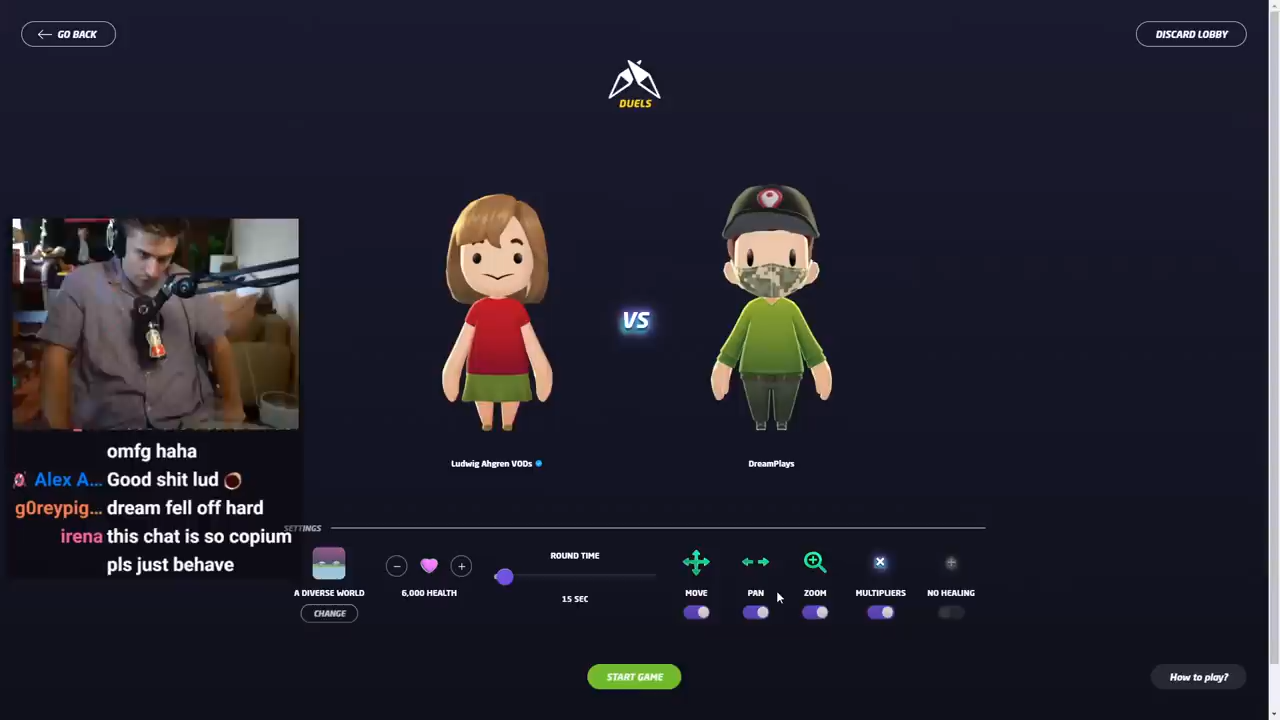 GO BACK
DISCARD LOBBY
DUELS
VS
Ludwig Ahgren VODs
DreamPlays
omfg haha
Alex A... Good shit lud
g0reypig... dream fell off hard
irena this chat is so copium
pls just behave
SETTINGS
A DIVERSE WORLD
CHANGE
6,000 HEALTH
ROUND TIME
15 SEC
MOVE
PAN
ZOOM
MULTIPLIERS
NO HEALING
START GAME
How to play?